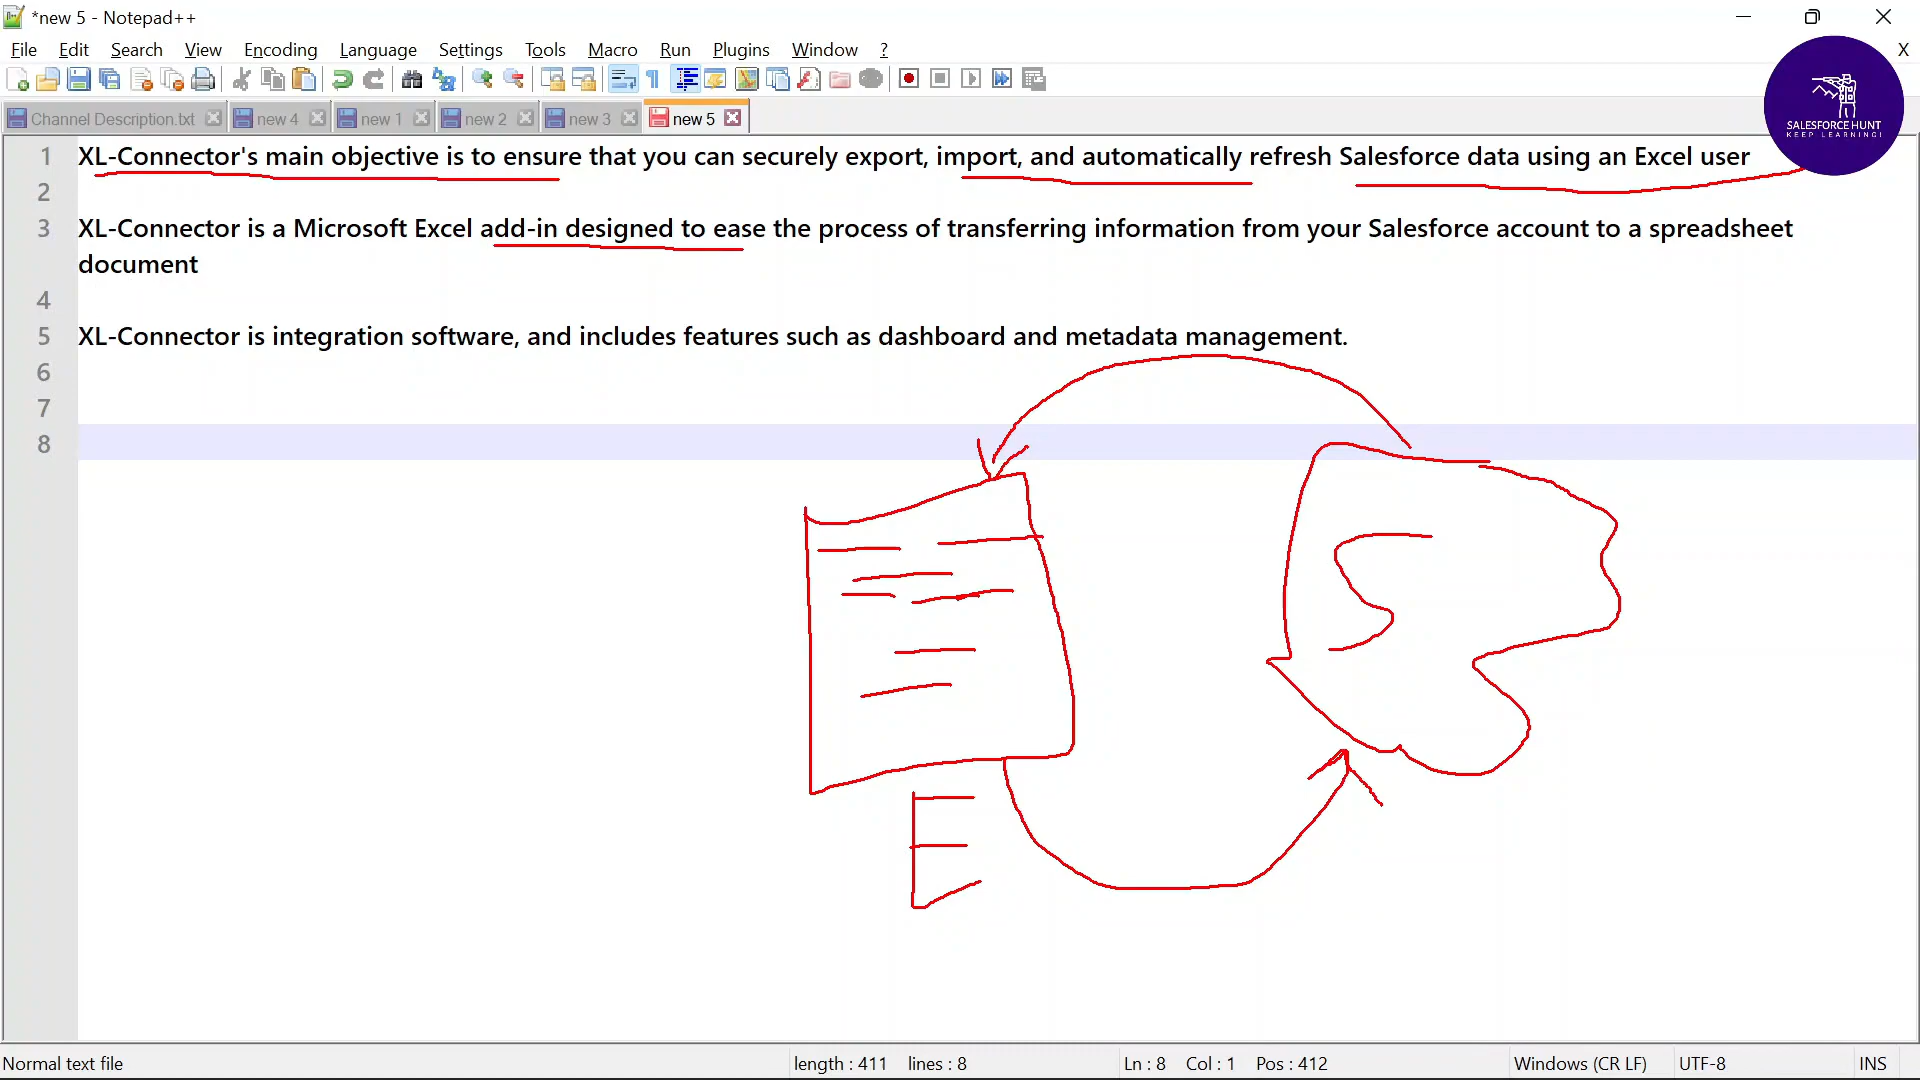 *new 5 - Notepad++
File Edit Search View Encoding Language Settings Tools Macro Run Plugins Window ? X
Channel Description.txt new 4 new 1 new 2 new 3 new 5
SALESFORCE HUNT
KEEP LEARNING!
1 XL-Connector's main objective is to ensure that you can securely export, import, and automatically refresh Salesforce data using an Excel user
2
3 XL-Connector is a Microsoft Excel add-in designed to ease the process of transferring information from your Salesforce account to a spreadsheet
document
4
5 XL-Connector is integration software, and includes features such as dashboard and metadata management.
6
7
8
S
E
Normal text file length : 411 lines : 8 Ln : 8 Col : 1 Pos : 412 Windows (CR LF) UTF-8 INS